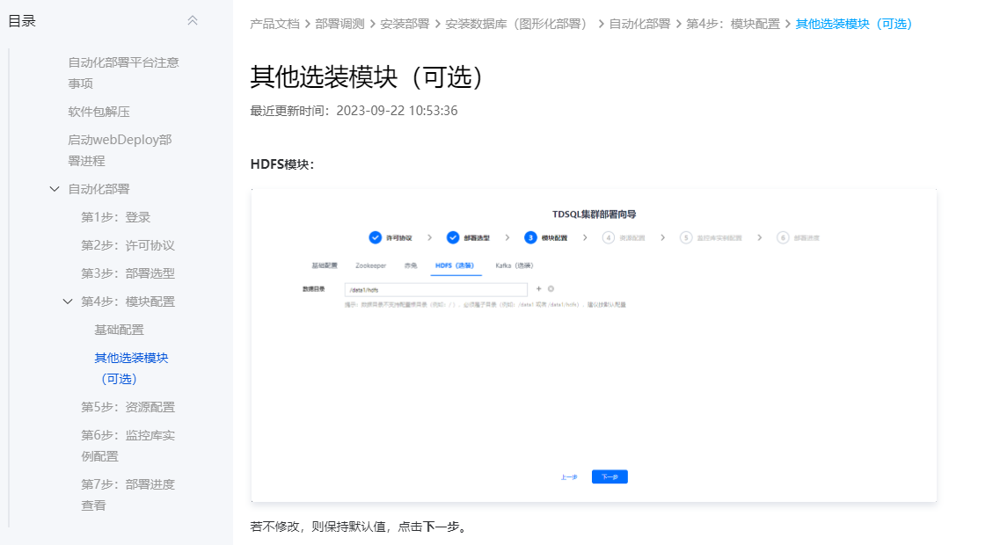 目录
自动化部署平台注意
事项
软件包解压
启动webDeploy部
署进程
自动化部署
第1步：登录
第2步：许可协议
第3步：部署选型
第4步：模块配置
基础配置
其他选装模块
（可选）
第5步：资源配置
第6步：监控库实
例配置
第7步：部署进度
查看
产品文档 > 部署调测 > 安装部署 > 安装数据库（图形化部署） > 自动化部署 > 第4步：模块配置 > 其他选装模块（可选）
其他选装模块（可选）
最近更新时间：2023-09-22 10:53:36
HDFS模块：
TDSQL集群部署向导
许可协议 > 部署选型 > 3 模块配置 > 4 资源配置 > 5 监控库实例配置 > 6 部署进度
基础配置 Zookeeper 赤兔 HDFS（选装） Kafka（选装）
数据目录 /data1/hdfs +
提示：数据目录不支持配置根目录（例如：/），必须是子目录（例如：/data1 或者 /data1/hdfs），建议按默认配置
上一步 下一步
若不修改，则保持默认值，点击下一步。